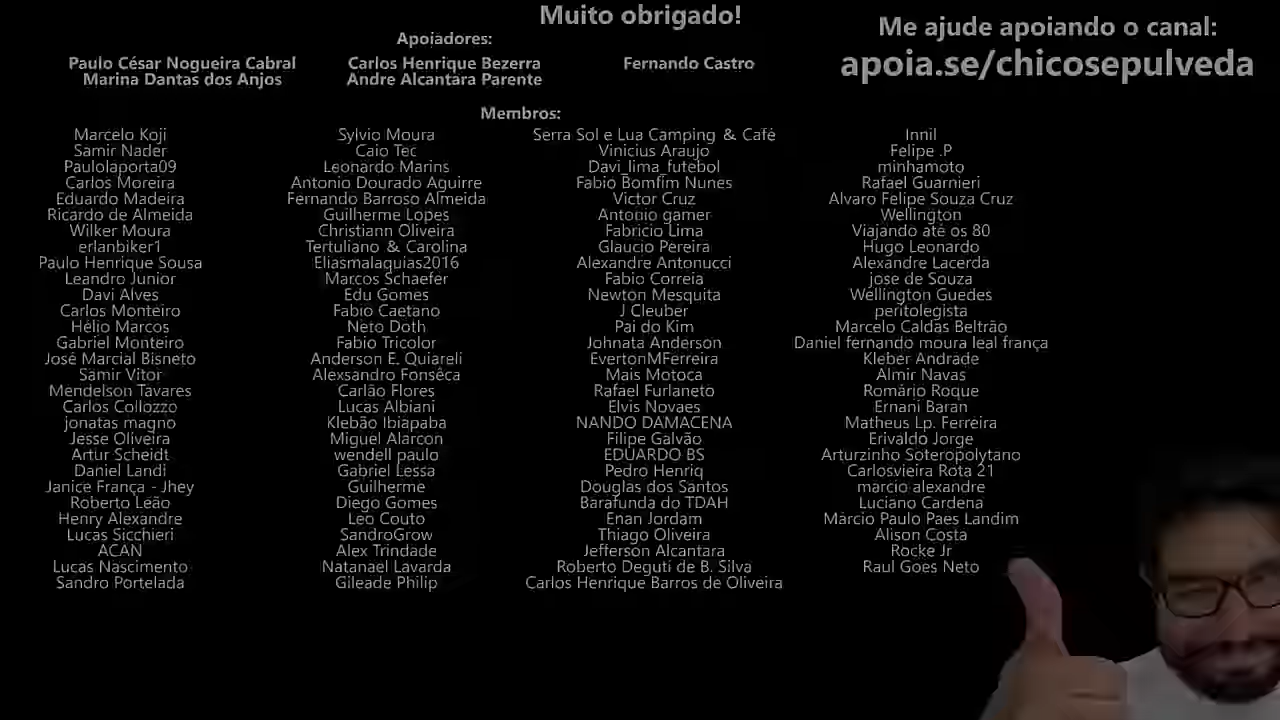 Muito obrigado!
Me ajude apoiando o canal:
apoia.se/chicosepulveda
Apoiadores:
Paulo César Nogueira Cabral
Marina Dantas dos Anjos
Carlos Henrique Bezerra
Andre Alcantara Parente
Fernando Castro
Membros:
Marcelo Koji
Samir Nader
Paulolaporta09
Carlos Moreira
Eduardo Madeira
Ricardo de Almeida
Wilker Moura
erlanbiker1
Paulo Henrique Sousa
Leandro Junior
Davi Alves
Carlos Monteiro
Hélio Marcos
Gabriel Monteiro
José Marcial Bisneto
Samir Vitor
Mendelson Tavares
Carlos Collozzo
jonatas magno
Jesse Oliveira
Artur Scheidt
Daniel Landi
Janice França - Jhey
Roberto Leão
Henry Alexandre
Lucas Sicchieri
ACAN
Lucas Nascimento
Sandro Portelada
Sylvio Moura
Caio Tec
Leonardo Marins
Antonio Dourado Aguirre
Fernando Barroso Almeida
Guilherme Lopes
Christiann Oliveira
Tertuliano & Carolina
Eliasmalaquias2016
Marcos Schaefer
Edu Gomes
Fabio Caetano
Neto Doth
Fabio Tricolor
Anderson E. Quiareli
Alexsandro Fonsêca
Carlão Flores
Lucas Albiani
Klebão Ibiapaba
Miguel Alarcon
wendell paulo
Gabriel Lessa
Guilherme
Diego Gomes
Leo Couto
SandroGrow
Alex Trindade
Natanael Lavarda
Gileade Philip
Serra Sol e Lua Camping & Café
Vinicius Araujo
Davi_lima_futebol
Fabio Bomfim Nunes
Victor Cruz
Antonio gamer
Fabricio Lima
Glaucio Pereira
Alexandre Antonucci
Fabio Correia
Newton Mesquita
J Cleuber
Pai do Kim
Johnata Anderson
EvertonMFerreira
Mais Motoca
Rafael Furlaneto
Elvis Novaes
NANDO DAMACENA
Filipe Galvão
EDUARDO BS
Pedro Henriq
Douglas dos Santos
Barafunda do TDAH
Enan Jordam
Thiago Oliveira
Jefferson Alcantara
Roberto Deguti de B. Silva
Carlos Henrique Barros de Oliveira
Innil
Felipe .P
minhamoto
Rafael Guarnieri
Alvaro Felipe Souza Cruz
Wellington
Viajando até os 80
Hugo Leonardo
Alexandre Lacerda
jose de Souza
Wellington Guedes
peritolegista
Marcelo Caldas Beltrão
Daniel fernando moura leal frança
Kleber Andrade
Almir Navas
Romário Roque
Ernani Baran
Matheus Lp. Ferreira
Erivaldo Jorge
Arturzinho Soteropolytano
Carlosvieira Rota 21
marcio alexandre
Luciano Cardena
Márcio Paulo Paes Landim
Alison Costa
Rocke Jr
Raul Goes Neto